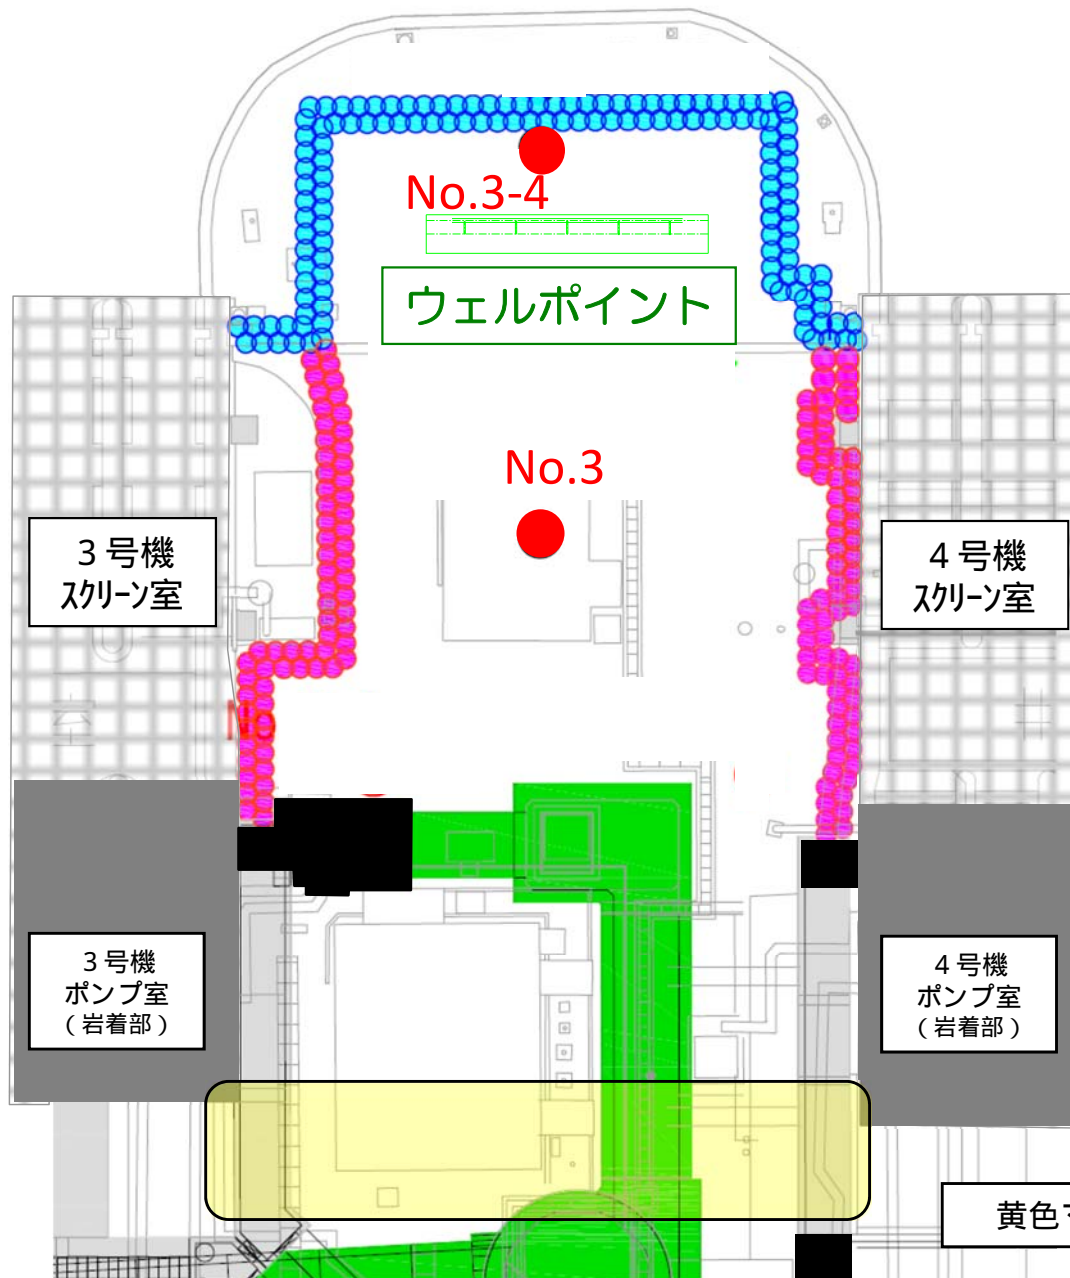 No.3-4
ウェルポイント
No.3
３号機
ｽｸﾘｰﾝ室
４号機
ｽｸﾘｰﾝ室
No
３号機
ポンプ室
（岩着部）
４号機
ポンプ室
（岩着部）
黄色